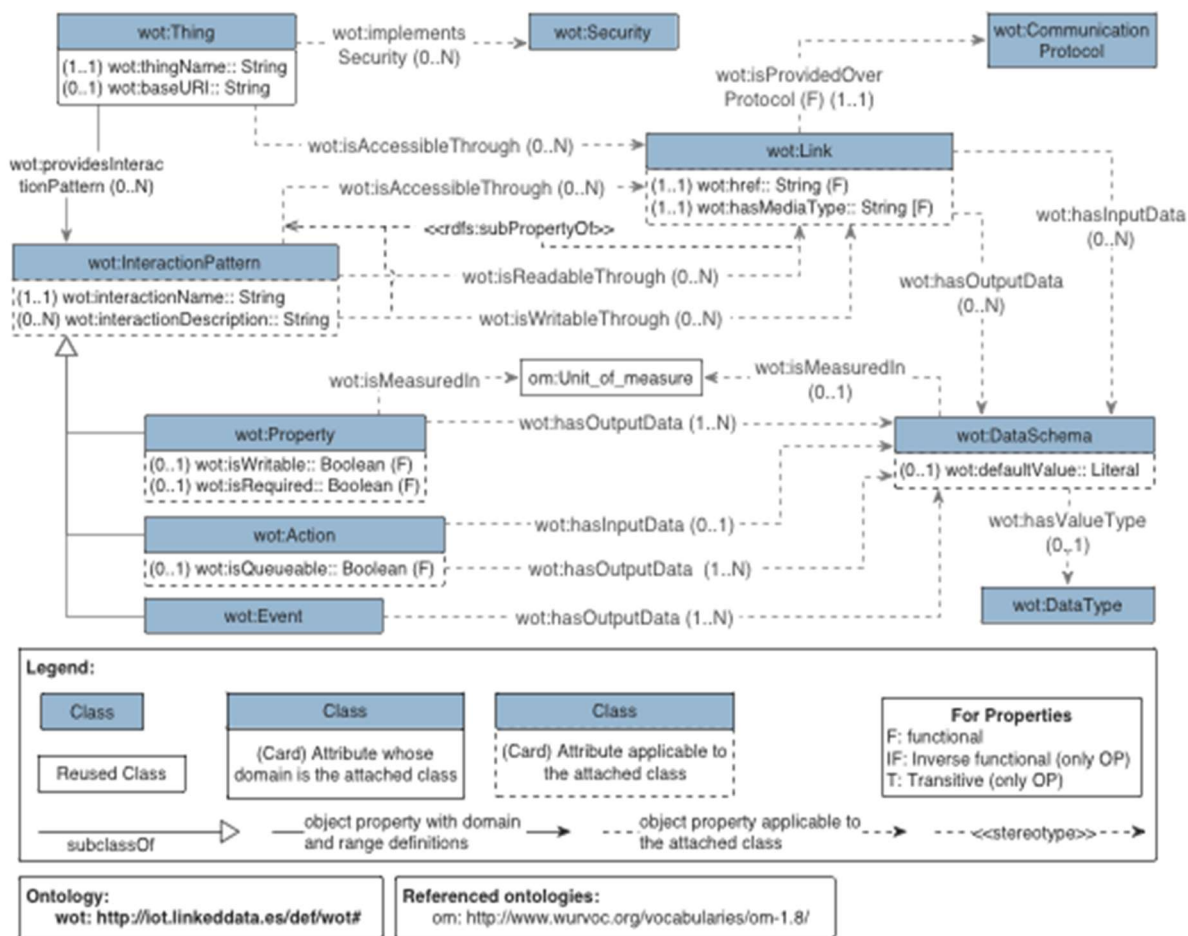 wot:Thing
(1..1) wot:thingName:: String
(0..1) wot:baseURI:: String
wot:implements
Security (0..N)
wot:Security
wot:Communication
Protocol
wot:isProvidedOver
Protocol (F) (1..1)
wot:isAccessibleThrough (0..N)
wot:Link
(1..1) wot:href:: String (F)
(1..1) wot:hasMediaType:: String [F)
wot:providesInterac
tionPattern (0..N)
wot:isAccessibleThrough (0..N)
<<rdfs:subPropertyOf>>
wot:hasInputData
(0..N)
wot:InteractionPattern
(1..1) wot:interactionName:: String
(0..N) wot:interactionDescription:: String
wot:isReadableThrough (0..N)
wot:isWritableThrough (0..N)
wot:hasOutputData
(0..N)
wot:isMeasuredIn
om:Unit_of_measure
wot:isMeasuredIn
(0..1)
wot:Property
(0..1) wot:isWritable:: Boolean (F)
(0..1) wot:isRequired:: Boolean (F)
wot:hasOutputData (1..N)
wot:DataSchema
(0..1) wot:defaultValue:: Literal
wot:Action
(0..1) wot:isQueueable:: Boolean (F)
wot:hasInputData (0..1)
wot:hasOutputData (1..N)
wot:hasValueType
(0..1)
wot:Event
wot:hasOutputData (1..N)
wot:DataType
Legend:
Class
Reused Class
Class
(Card) Attribute whose
domain is the attached class
Class
(Card) Attribute applicable to
the attached class
For Properties
F: functional
IF: Inverse functional (only OP)
T: Transitive (only OP)
subclassOf
object property with domain
and range definitions
object property applicable to
the attached class
<<stereotype>>
Ontology:
wot: http://iot.linkeddata.es/def/wot#
Referenced ontologies:
om: http://www.wurvoc.org/vocabularies/om-1.8/